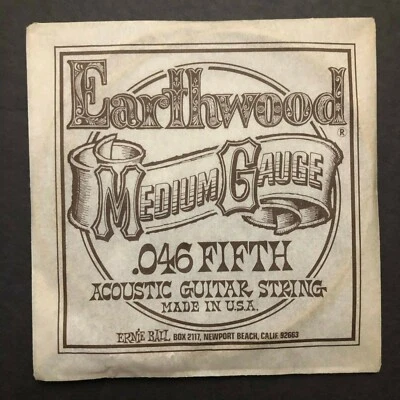 Earthwood ®
MEDIUM GAUGE
.046 FIFTH
ACOUSTIC GUITAR STRING
MADE IN U.S.A.
ERNIE BALL BOX 2117, NEWPORT BEACH, CALIF 92663